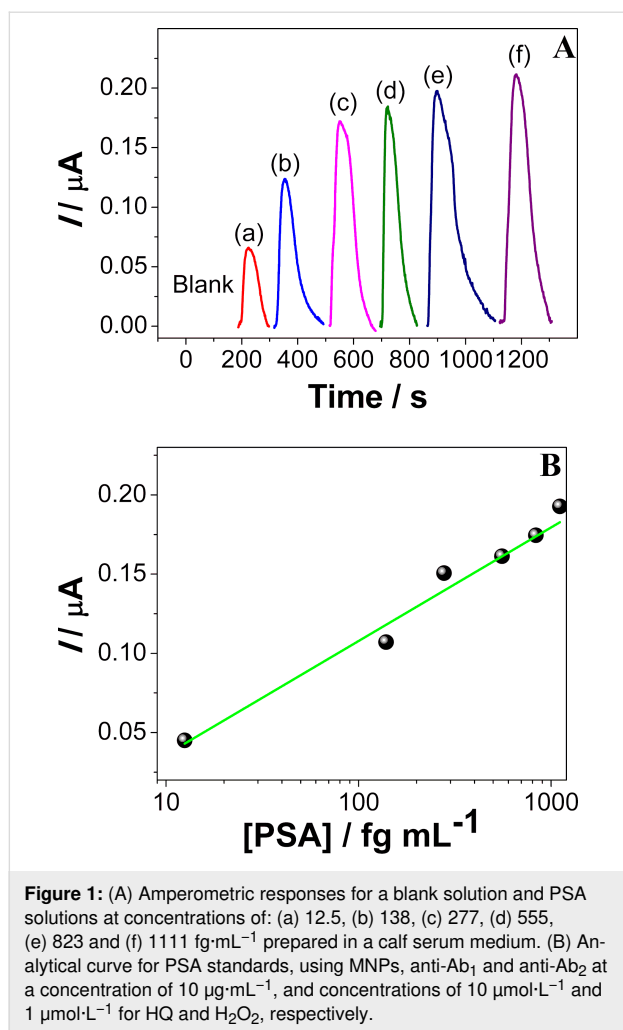 A
(f)
(e)
(d)
(c)
(b)
(a)
Blank
0.20
0.15
0.10
0.05
0.00
I / µA
0 200 400 600 800 1000 1200
Time / s
B
0.20
0.15
0.10
0.05
I / µA
10 100 1000
[PSA] / fg mL⁻¹
Figure 1: (A) Amperometric responses for a blank solution and PSA
solutions at concentrations of: (a) 12.5, (b) 138, (c) 277, (d) 555,
(e) 823 and (f) 1111 fg·mL⁻¹ prepared in a calf serum medium. (B) An-
alytical curve for PSA standards, using MNPs, anti-Ab₁ and anti-Ab₂ at
a concentration of 10 µg·mL⁻¹, and concentrations of 10 µmol·L⁻¹ and
1 µmol·L⁻¹ for HQ and H₂O₂, respectively.